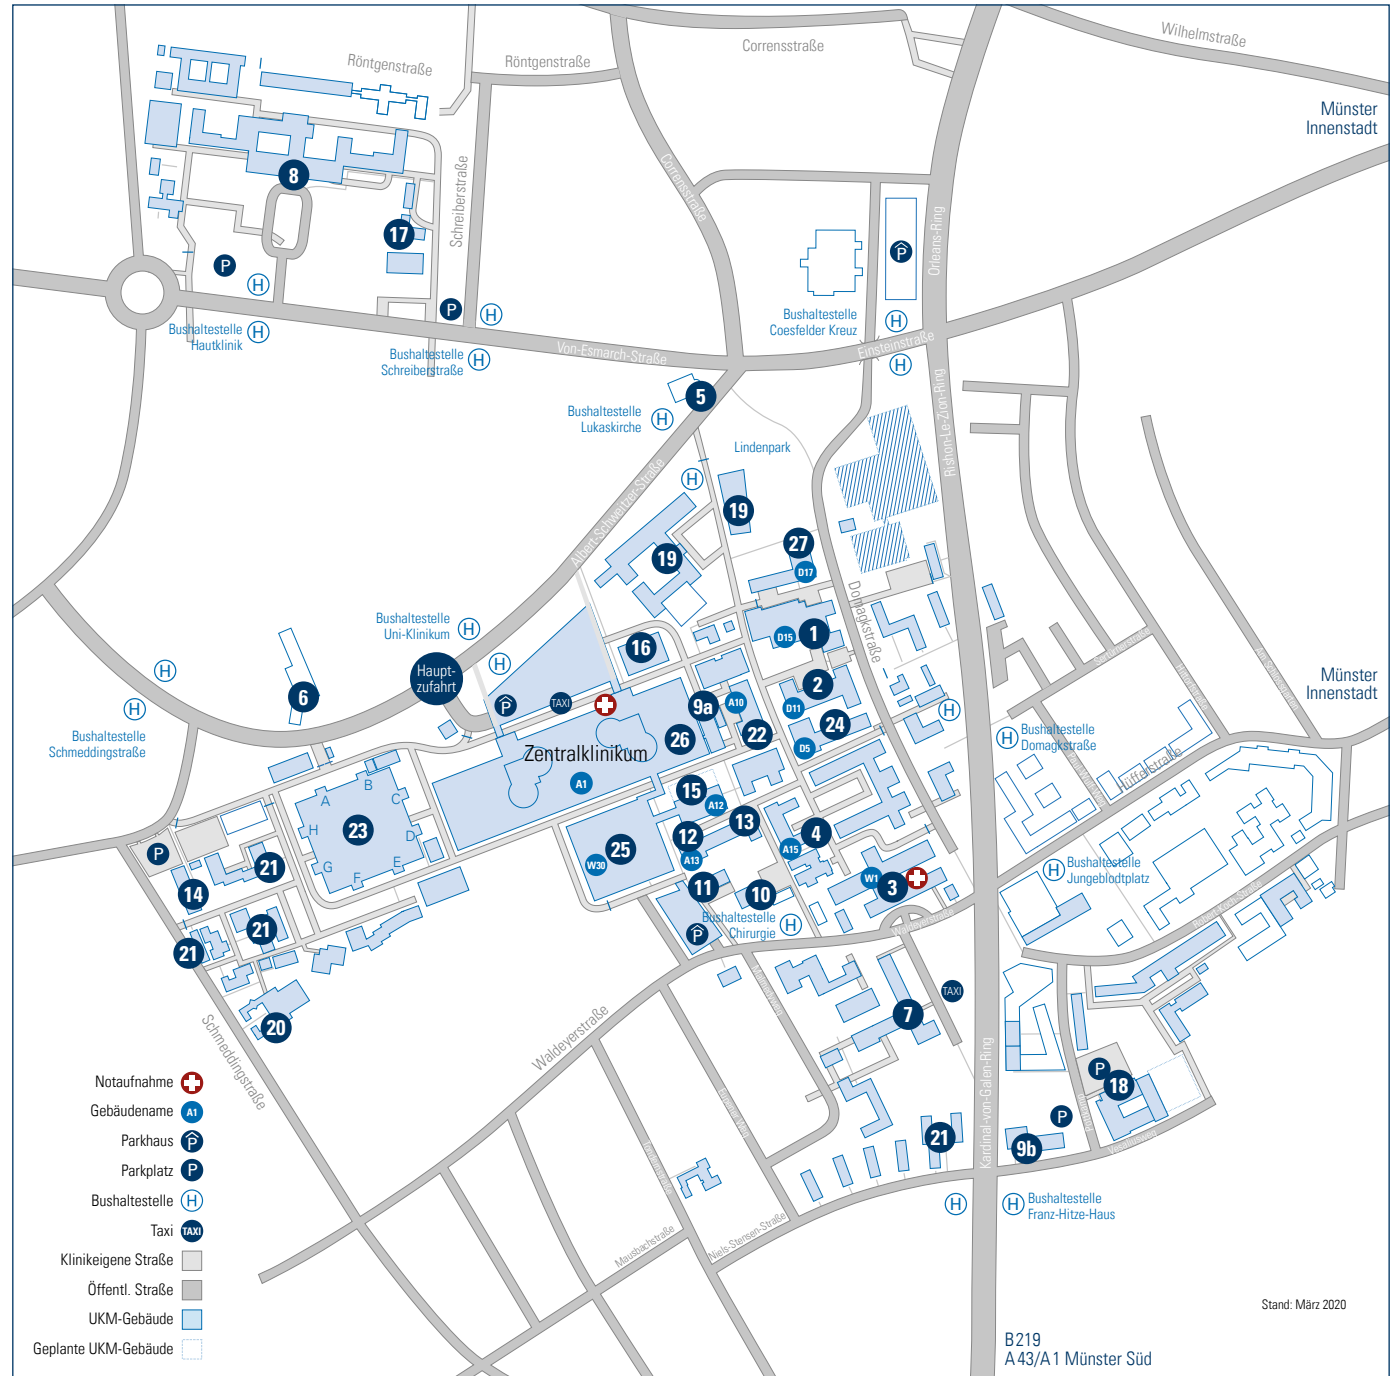 Wilhelmstraße
Corrensstraße
Röntgenstraße
Röntgenstraße
Münster
Innenstadt
Corrensstraße
Schreiberstraße
8
17
Orleans-Ring
P
P
H
Bushaltestelle
Hautklinik
H
P
H
Bushaltestelle
Schreiberstraße
H
Von-Esmarch-Straße
Bushaltestelle
Coesfelder Kreuz
H
H
Einsteinstraße
Rishon-Le-Zion-Ring
5
Bushaltestelle
Lukaskirche
H
Lindenpark
H
Albert-Schweitzer-Straße
19
19
27
D17
Domagkstraße
Bushaltestelle
Uni-Klinikum
H
H
16
D15
1
Haupt-
zufahrt
H
H
Bushaltestelle
Schmeddingstraße
6
P
TAXI
9a
A10
2
D11
24
D5
22
26
Zentralklinikum
A1
H
H
Bushaltestelle
Domagkstraße
Münster
Innenstadt
Hüfferstraße
15
A12
13
12
A13
4
A15
A
B
C
D
E
F
G
H
23
25
W30
11
10
W1
3
H
Bushaltestelle
Jungeblodtplatz
P
14
21
21
21
20
Bushaltestelle
Chirurgie
H
P
Waldeyerstraße
Robert-Koch-Straße
TAXI
7
Schmeddingstraße
Waldeyerstraße
Kardinal-von-Galen-Ring
P
18
P
21
9b
Mausbachstraße
Niels-Stensen-Straße
H
H
Bushaltestelle
Franz-Hitze-Haus
Notaufnahme
Gebäudename A1
Parkhaus P
Parkplatz P
Bushaltestelle H
Taxi TAXI
Klinikeigene Straße
Öffentl. Straße
UKM-Gebäude
Geplante UKM-Gebäude
Stand: März 2020
B219
A43/A1 Münster Süd